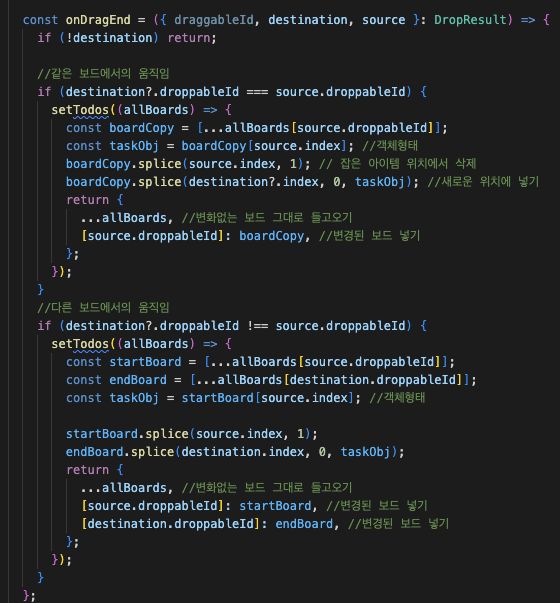 const onDragEnd = ({ draggableId, destination, source }: DropResult) => {
  if (!destination) return;

  //같은 보드에서의 움직임
  if (destination?.droppableId === source.droppableId) {
    setTodos((allBoards) => {
      const boardCopy = [...allBoards[source.droppableId]];
      const taskObj = boardCopy[source.index]; //객체형태
      boardCopy.splice(source.index, 1); // 잡은 아이템 위치에서 삭제
      boardCopy.splice(destination?.index, 0, taskObj); //새로운 위치에 넣기
      return {
        ...allBoards, //변화없는 보드 그대로 들고오기
        [source.droppableId]: boardCopy, //변경된 보드 넣기
      };
    });
  }
  //다른 보드에서의 움직임
  if (destination?.droppableId !== source.droppableId) {
    setTodos((allBoards) => {
      const startBoard = [...allBoards[source.droppableId]];
      const endBoard = [...allBoards[destination.droppableId]];
      const taskObj = startBoard[source.index]; //객체형태

      startBoard.splice(source.index, 1);
      endBoard.splice(destination.index, 0, taskObj);
      return {
        ...allBoards, //변화없는 보드 그대로 들고오기
        [source.droppableId]: startBoard, //변경된 보드 넣기
        [destination.droppableId]: endBoard, //변경된 보드 넣기
      };
    });
  }
};